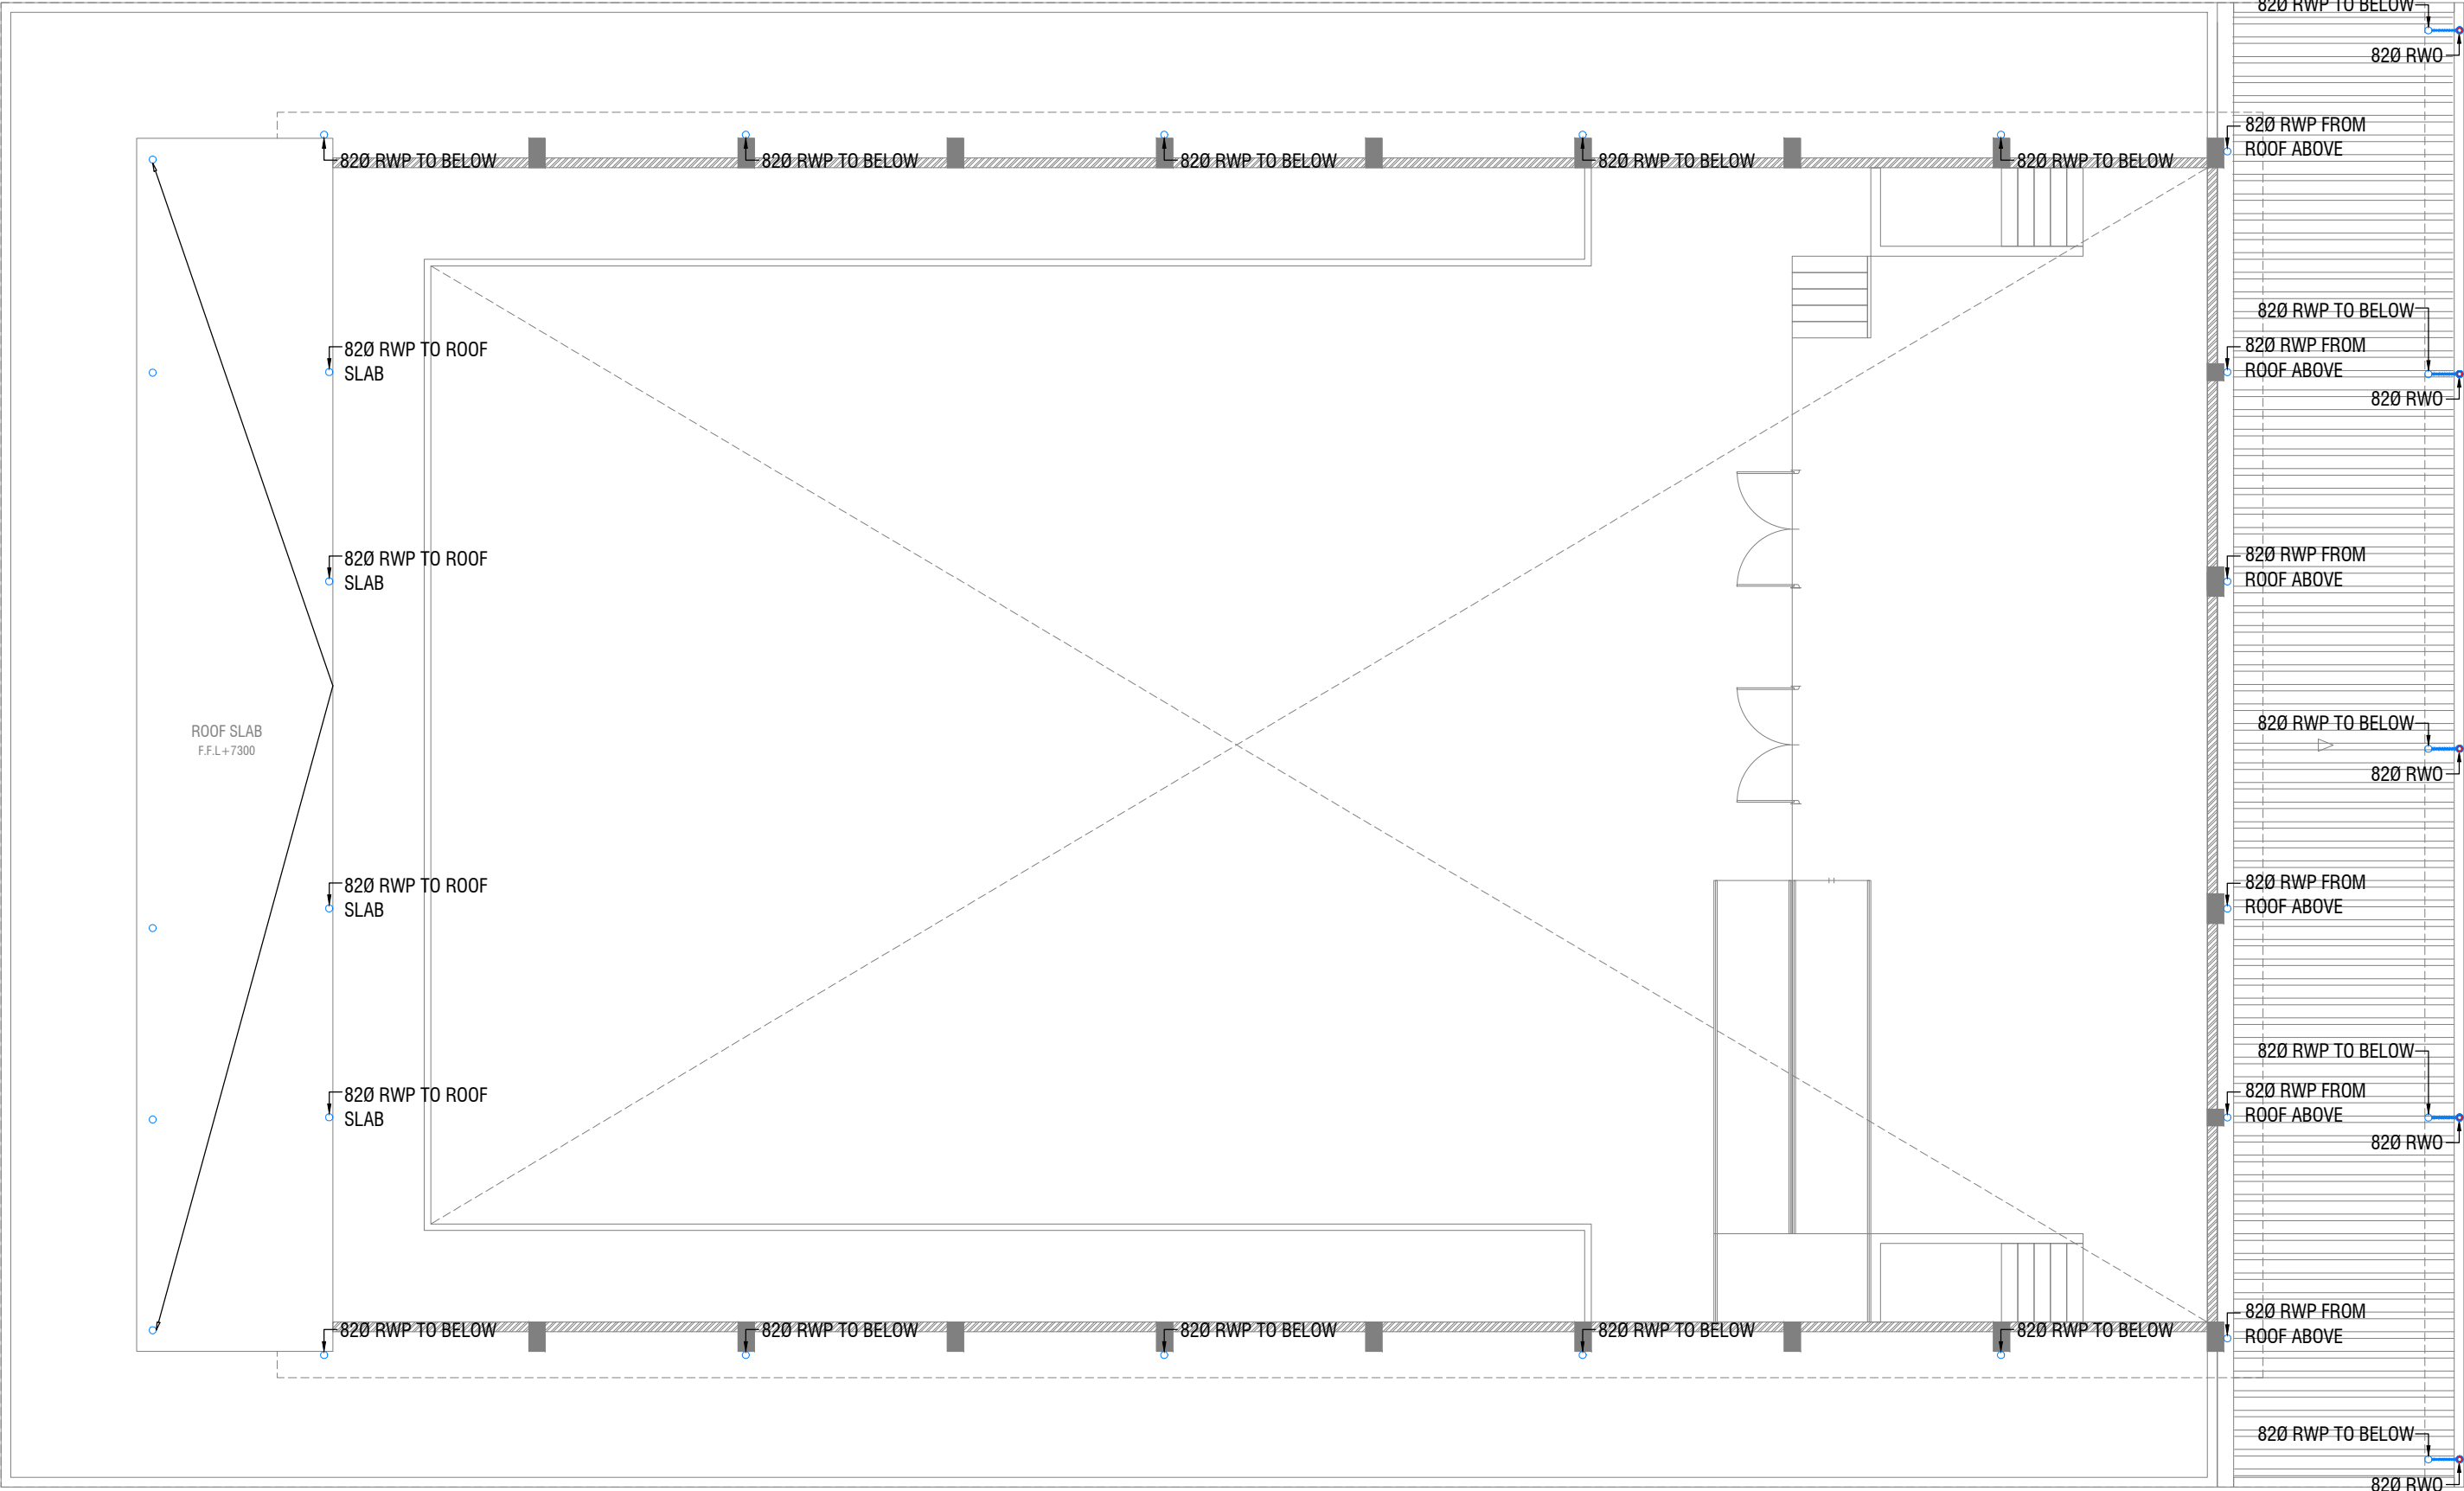 82Ø RWP TO BELOW
82Ø RWO
82Ø RWP FROM
ROOF ABOVE
82Ø RWP TO BELOW
82Ø RWP TO BELOW
82Ø RWP TO BELOW
82Ø RWP TO BELOW
82Ø RWP TO BELOW
82Ø RWP TO BELOW
82Ø RWP TO ROOF
SLAB
82Ø RWP FROM
ROOF ABOVE
82Ø RWO
82Ø RWP TO ROOF
SLAB
82Ø RWP FROM
ROOF ABOVE
ROOF SLAB
F.F.L+7300
82Ø RWP TO BELOW
82Ø RWO
82Ø RWP TO ROOF
SLAB
82Ø RWP FROM
ROOF ABOVE
82Ø RWP TO BELOW
82Ø RWP TO ROOF
SLAB
82Ø RWP FROM
ROOF ABOVE
82Ø RWO
82Ø RWP TO BELOW
82Ø RWP TO BELOW
82Ø RWP TO BELOW
82Ø RWP TO BELOW
82Ø RWP TO BELOW
82Ø RWP FROM
ROOF ABOVE
82Ø RWP TO BELOW
82Ø RWO